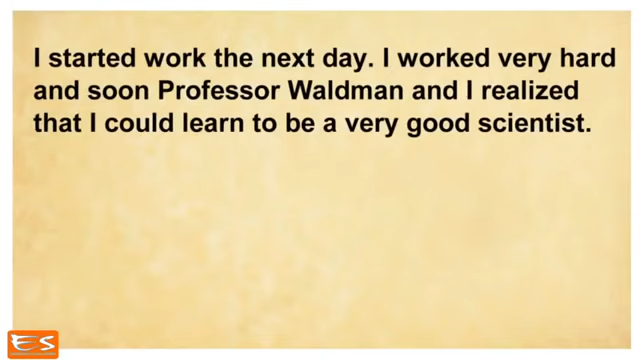 I started work the next day. I worked very hard
and soon Professor Waldman and I realized
that I could learn to be a very good scientist.
ES